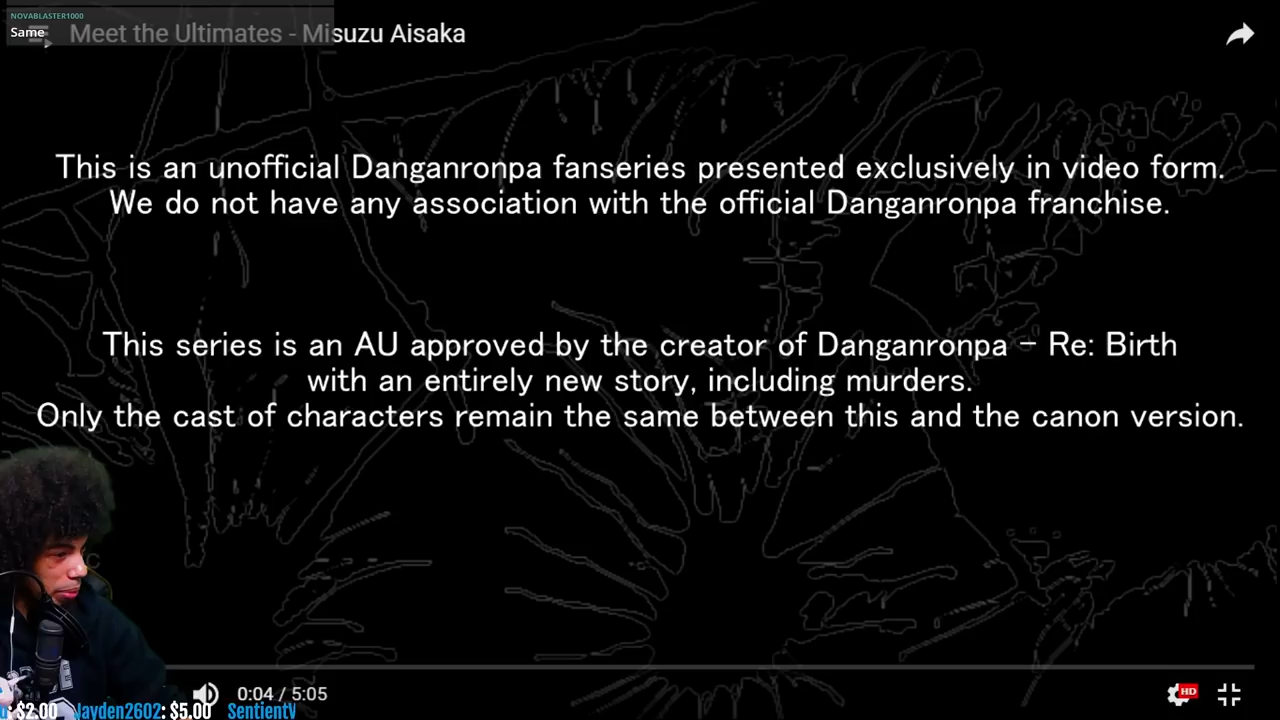 NOVABLASTER1000
Same
Meet the Ultimates - Misuzu Aisaka
This is an unofficial Danganronpa fanseries presented exclusively in video form.
We do not have any association with the official Danganronpa franchise.
This series is an AU approved by the creator of Danganronpa – Re: Birth
with an entirely new story, including murders.
Only the cast of characters remain the same between this and the canon version.
0:04 / 5:05
HD
: $2.00 Jayden2602: $5.00 SentientV